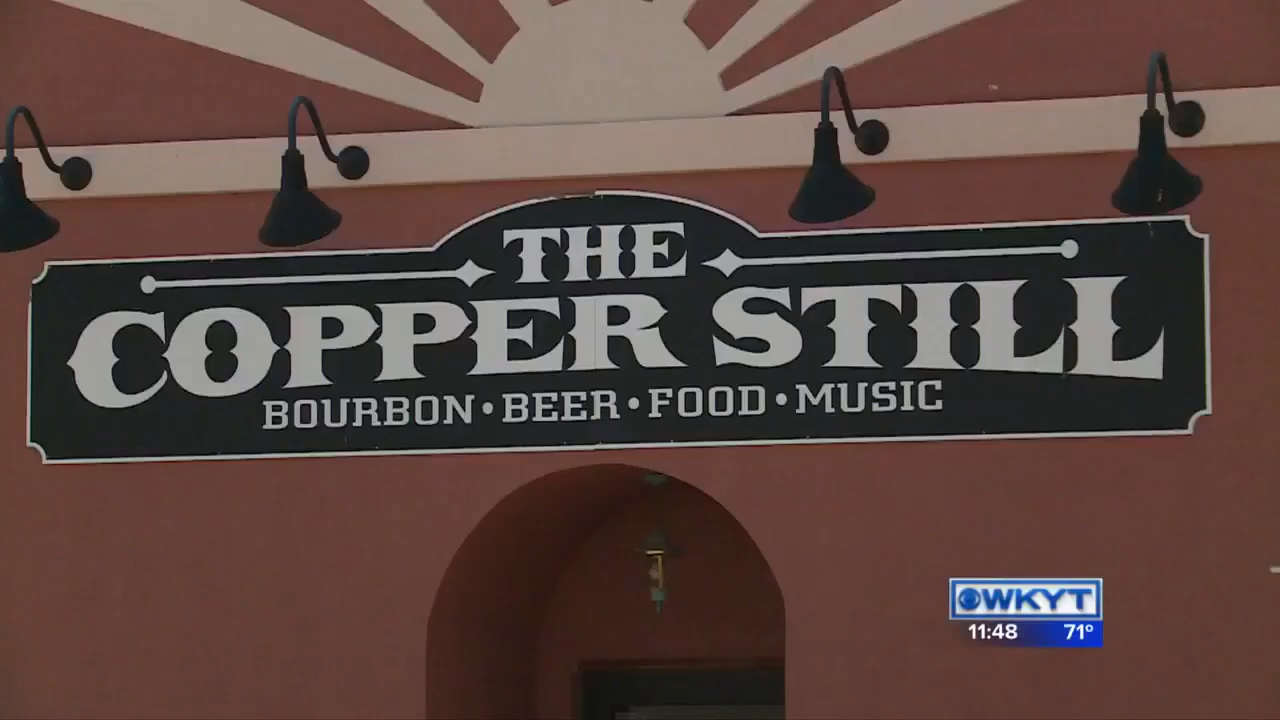 THE
COPPER STILL
BOURBON • BEER • FOOD • MUSIC
WKYT
11:48 71°